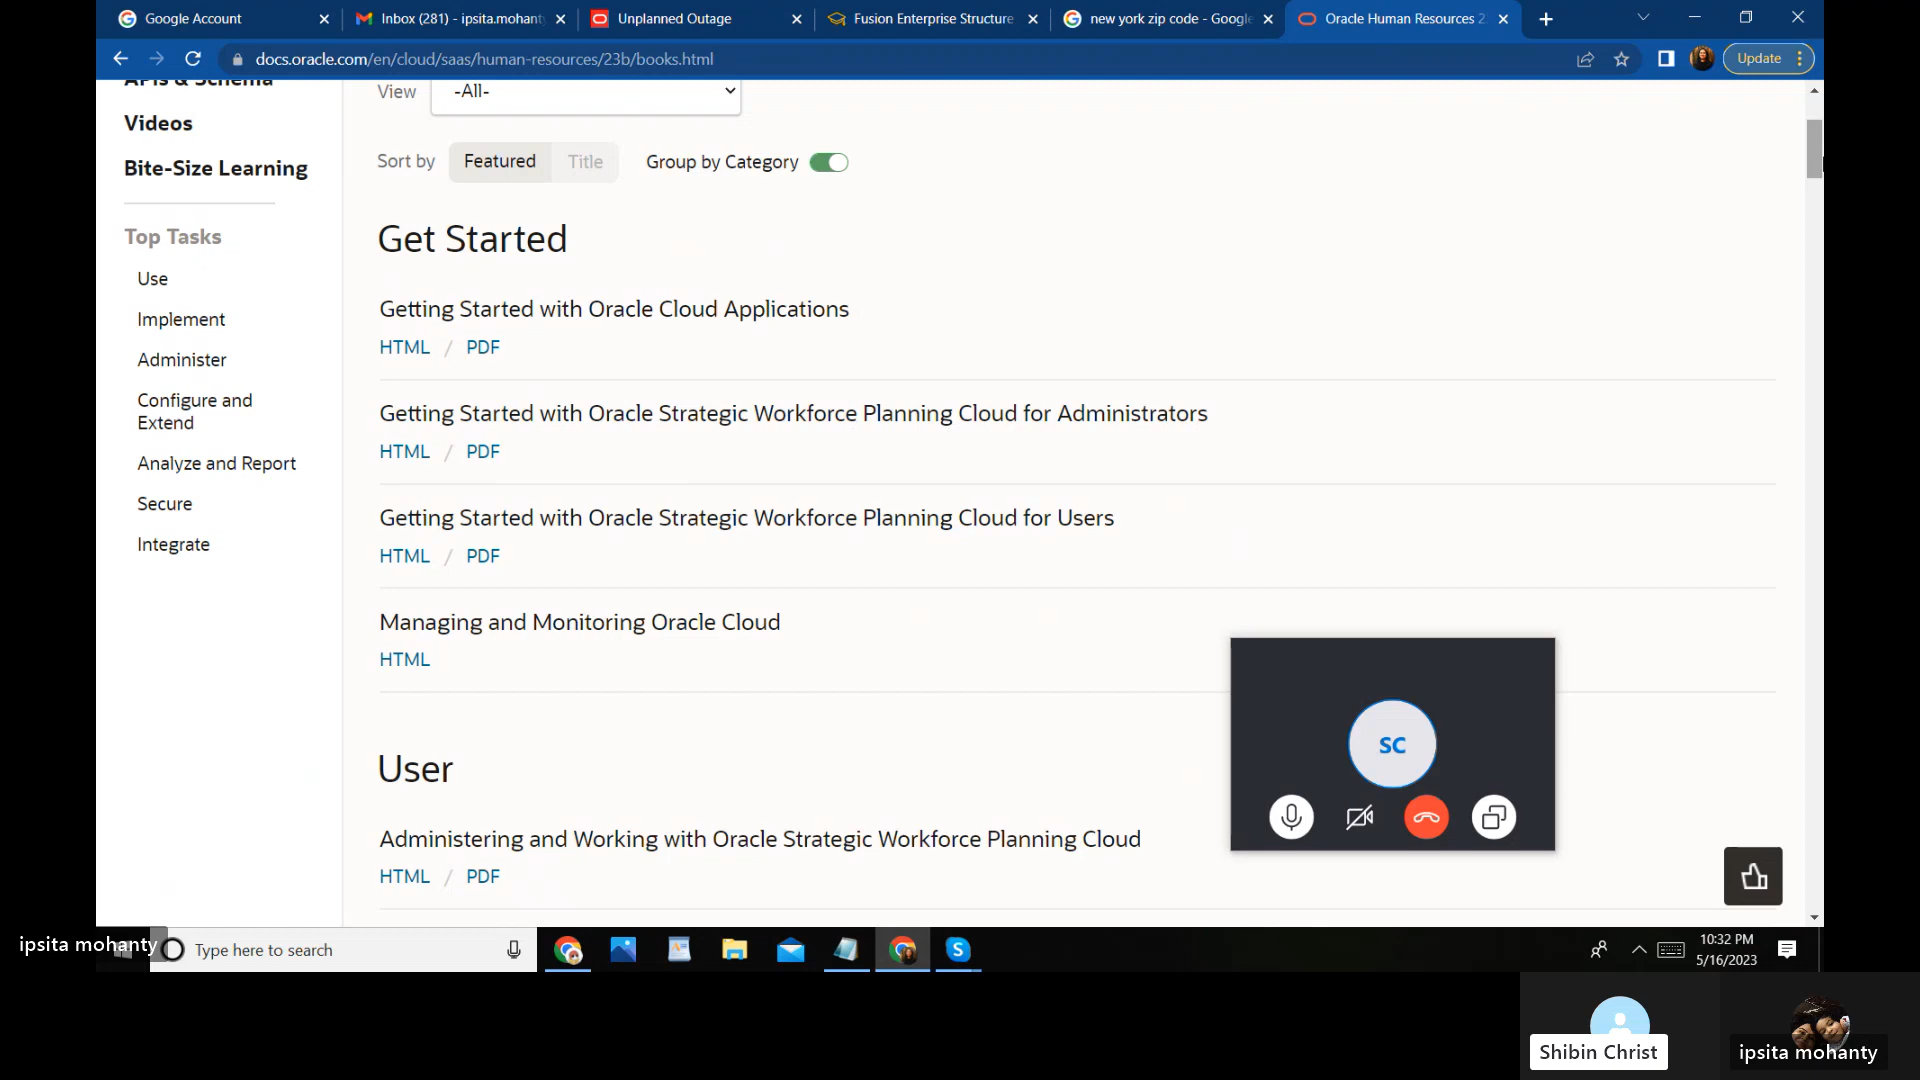 Google Account
Inbox (281) - ipsita.mohanty
Unplanned Outage
Fusion Enterprise Structure
new york zip code - Google
Oracle Human Resources 2
docs.oracle.com/en/cloud/saas/human-resources/23b/books.html
Update
APIs & Schema
Videos
Bite-Size Learning
Top Tasks
Use
Implement
Administer
Configure and
Extend
Analyze and Report
Secure
Integrate
View
-All-
Sort by
Featured
Title
Group by Category
Get Started
Getting Started with Oracle Cloud Applications
HTML / PDF
Getting Started with Oracle Strategic Workforce Planning Cloud for Administrators
HTML / PDF
Getting Started with Oracle Strategic Workforce Planning Cloud for Users
HTML / PDF
Managing and Monitoring Oracle Cloud
HTML
User
Administering and Working with Oracle Strategic Workforce Planning Cloud
HTML / PDF
SC
ipsita mohanty
Type here to search
10:32 PM
5/16/2023
Shibin Christ
ipsita mohanty